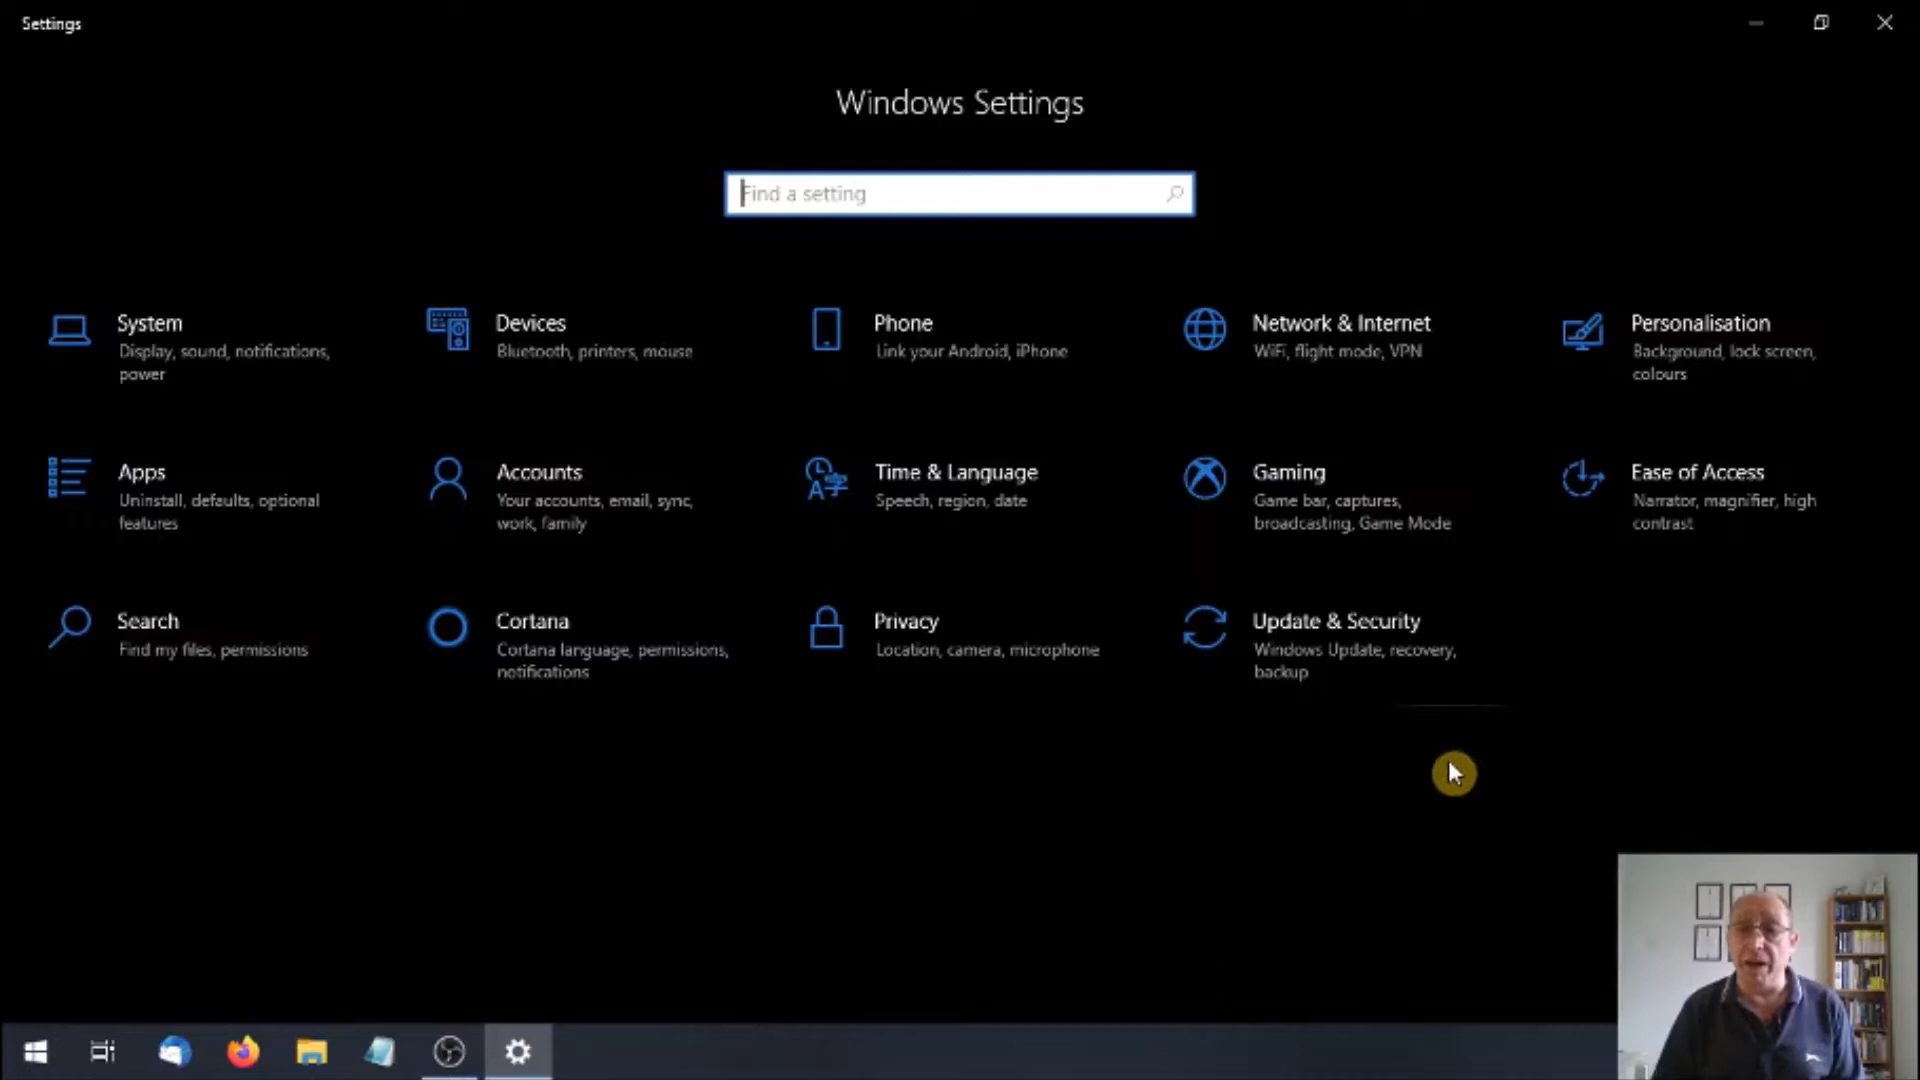 Settings
Windows Settings
Find a setting
System
Display, sound, notifications,
power
Devices
Bluetooth, printers, mouse
Phone
Link your Android, iPhone
Network & Internet
WiFi, flight mode, VPN
Personalisation
Background, lock screen,
colours
Apps
Uninstall, defaults, optional
features
Accounts
Your accounts, email, sync,
work, family
Time & Language
Speech, region, date
Gaming
Game bar, captures,
broadcasting, Game Mode
Ease of Access
Narrator, magnifier, high
contrast
Search
Find my files, permissions
Cortana
Cortana language, permissions,
notifications
Privacy
Location, camera, microphone
Update & Security
Windows Update, recovery,
backup